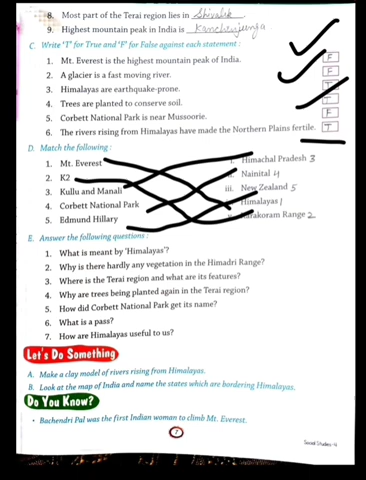 8. Most part of the Terai region lies in Shivalik
9. Highest mountain peak in India is Kanchenjunga
C. Write 'T' for True and 'F' for False against each statement :
1. Mt. Everest is the highest mountain peak of India. F
2. A glacier is a fast moving river. F
3. Himalayas are earthquake-prone. T
4. Trees are planted to conserve soil. T
5. Corbett National Park is near Mussoorie. F
6. The rivers rising from Himalayas have made the Northern Plains fertile. T
D. Match the following :
1. Mt. Everest i. Himachal Pradesh 3
2. K2 Nainital 4
3. Kullu and Manali iii. New Zealand 5
4. Corbett National Park Himalayas 1
5. Edmund Hillary Karakoram Range 2
E. Answer the following questions :
1. What is meant by 'Himalayas'?
2. Why is there hardly any vegetation in the Himadri Range?
3. Where is the Terai region and what are its features?
4. Why are trees being planted again in the Terai region?
5. How did Corbett National Park get its name?
6. What is a pass?
7. How are Himalayas useful to us?
Let's Do Something
A. Make a clay model of rivers rising from Himalayas.
B. Look at the map of India and name the states which are bordering Himalayas.
Do You Know?
• Bachendri Pal was the first Indian woman to climb Mt. Everest.
7